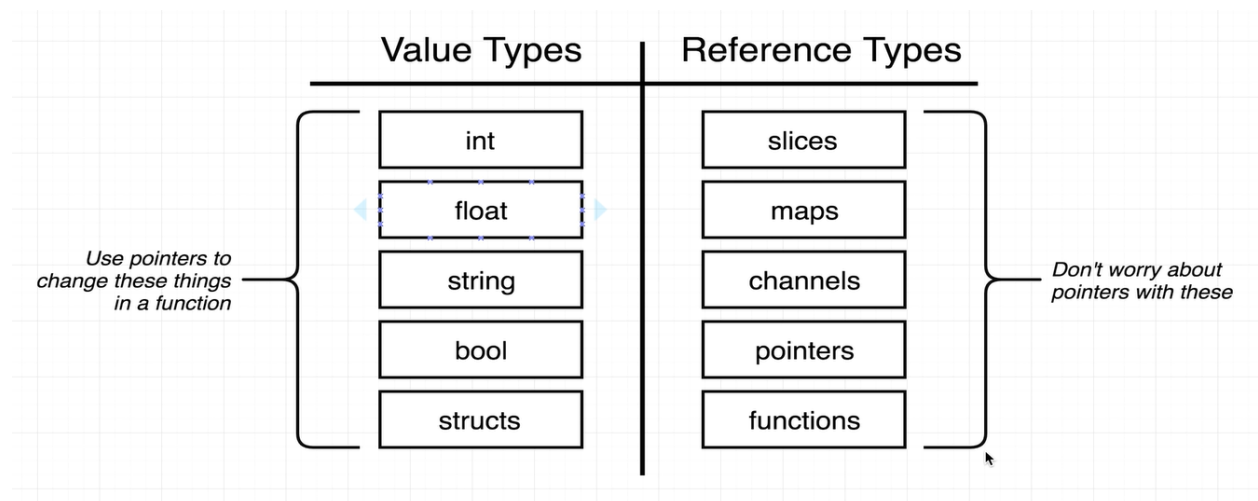 Value Types
Reference Types
int
float
string
bool
structs
slices
maps
channels
pointers
functions
Use pointers to
change these things
in a function
Don't worry about
pointers with these